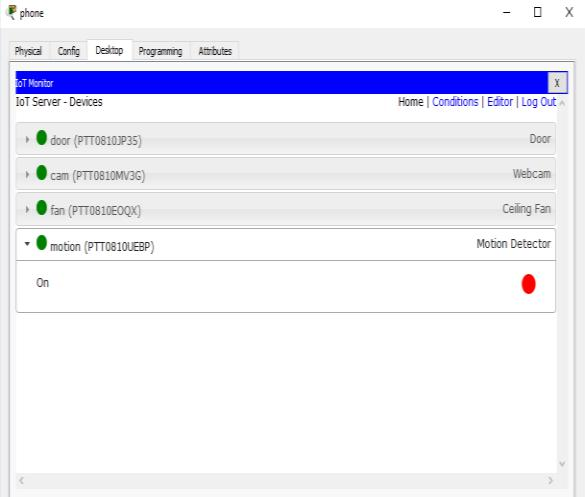 phone
Physical Config Desktop Programming Attributes
IoT Monitor X
IoT Server - Devices Home | Conditions | Editor | Log Out
door (PTT0810JP35) Door
cam (PTT0810MV3G) Webcam
fan (PTT0810EOQX) Ceiling Fan
motion (PTT0810UEBP) Motion Detector
On